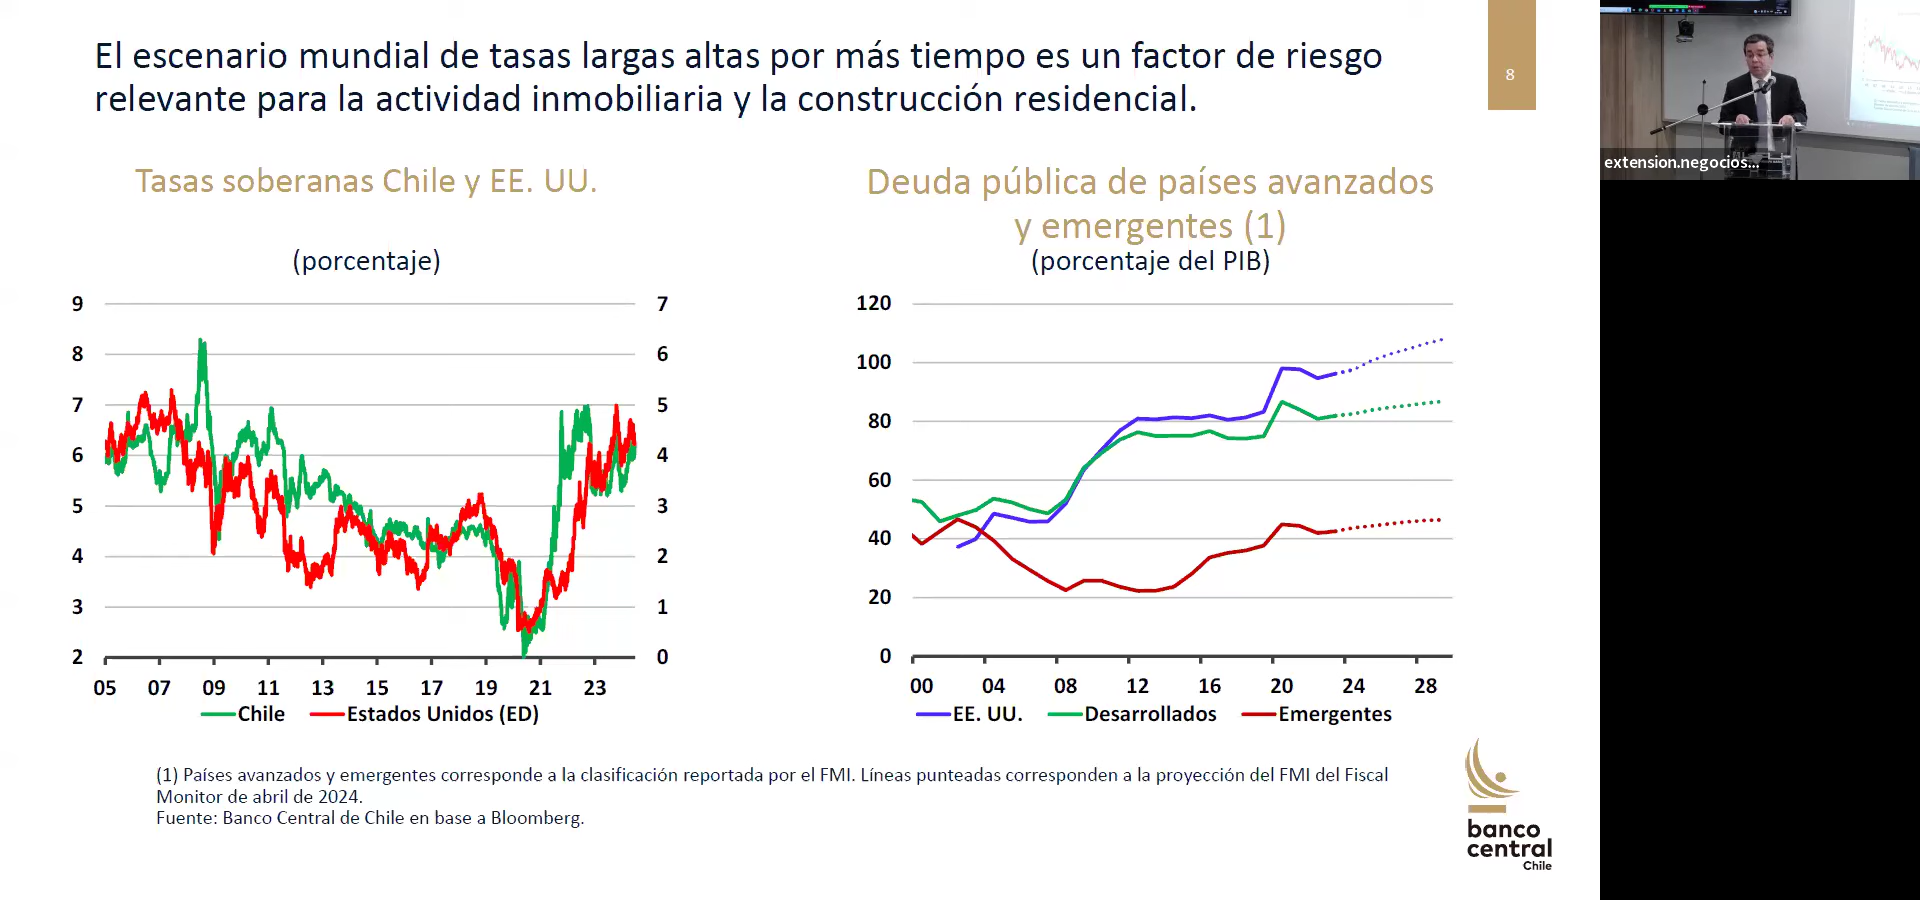 El escenario mundial de tasas largas altas por más tiempo es un factor de riesgo
relevante para la actividad inmobiliaria y la construcción residencial.
8
extension.negocios...
Tasas soberanas Chile y EE. UU.
(porcentaje)
9
8
7
6
5
4
3
2
7
6
5
4
3
2
1
0
05 07 09 11 13 15 17 19 21 23
Chile Estados Unidos (ED)
Deuda pública de países avanzados
y emergentes (1)
(porcentaje del PIB)
120
100
80
60
40
20
0
00 04 08 12 16 20 24 28
EE. UU. Desarrollados Emergentes
(1) Países avanzados y emergentes corresponde a la clasificación reportada por el FMI. Líneas punteadas corresponden a la proyección del FMI del Fiscal
Monitor de abril de 2024.
Fuente: Banco Central de Chile en base a Bloomberg.
banco
central
Chile